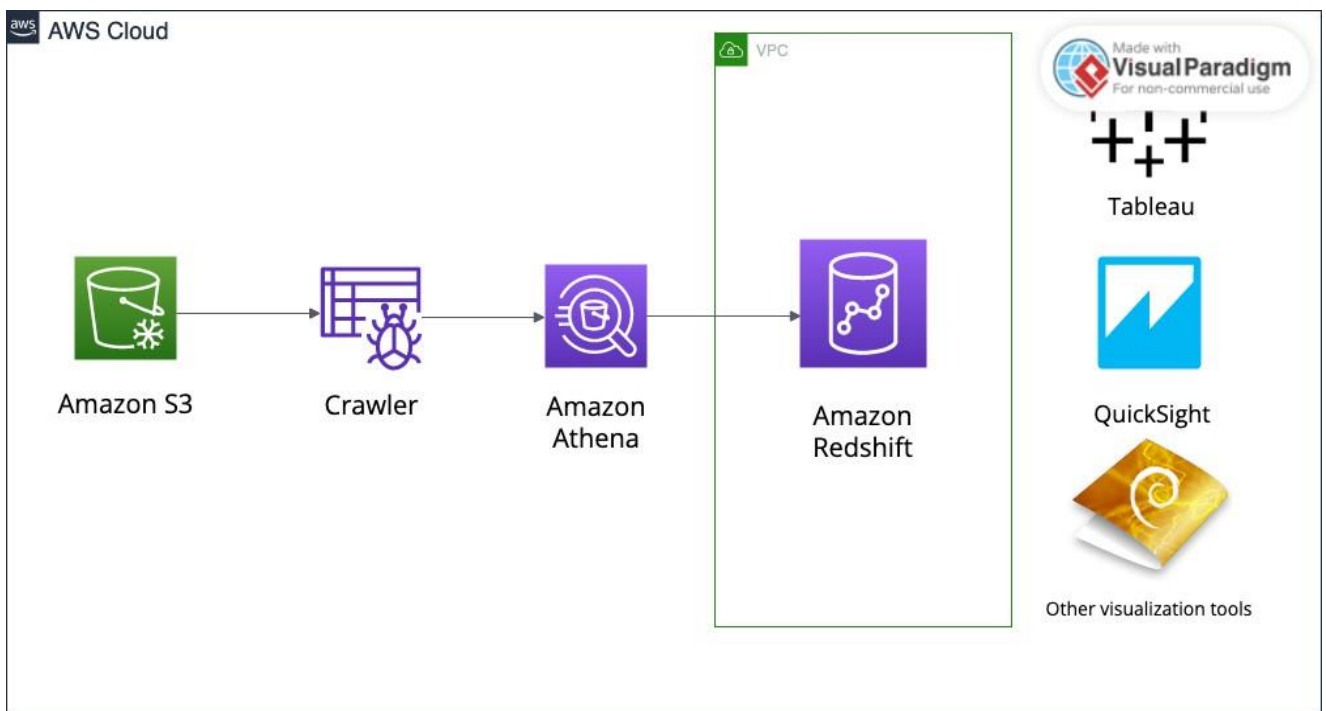 aws
AWS Cloud
VPC
Made with
Visual Paradigm
For non-commercial use
Tableau
Amazon S3
Crawler
Amazon
Athena
Amazon
Redshift
QuickSight
Other visualization tools